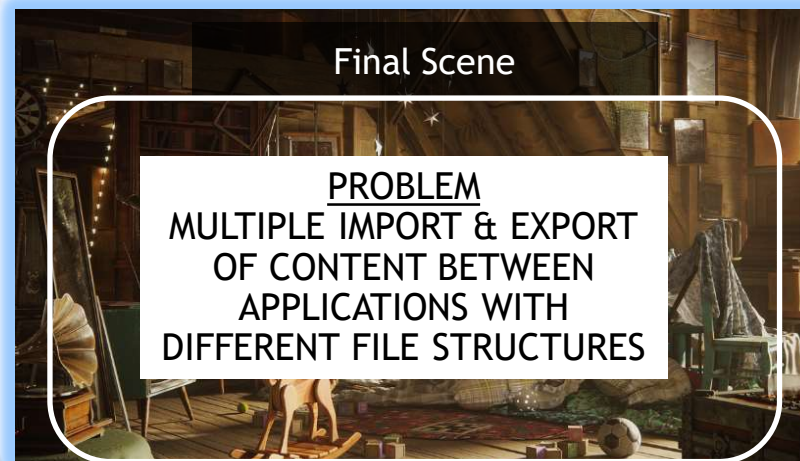 Final Scene
PROBLEM
MULTIPLE IMPORT & EXPORT
OF CONTENT BETWEEN
APPLICATIONS WITH
DIFFERENT FILE STRUCTURES